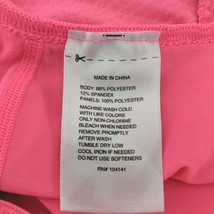 MADE IN CHINA
BODY: 88% POLYESTER
12% SPANDEX
PANELS: 100% POLYESTER
MACHINE WASH COLD
WITH LIKE COLORS
ONLY NON-CHLORINE
BLEACH WHEN NEEDED
REMOVE PROMPTLY
AFTER WASH
TUMBLE DRY LOW
COOL IRON IF NEEDED
DO NOT USE SOFTENERS
RN# 104141